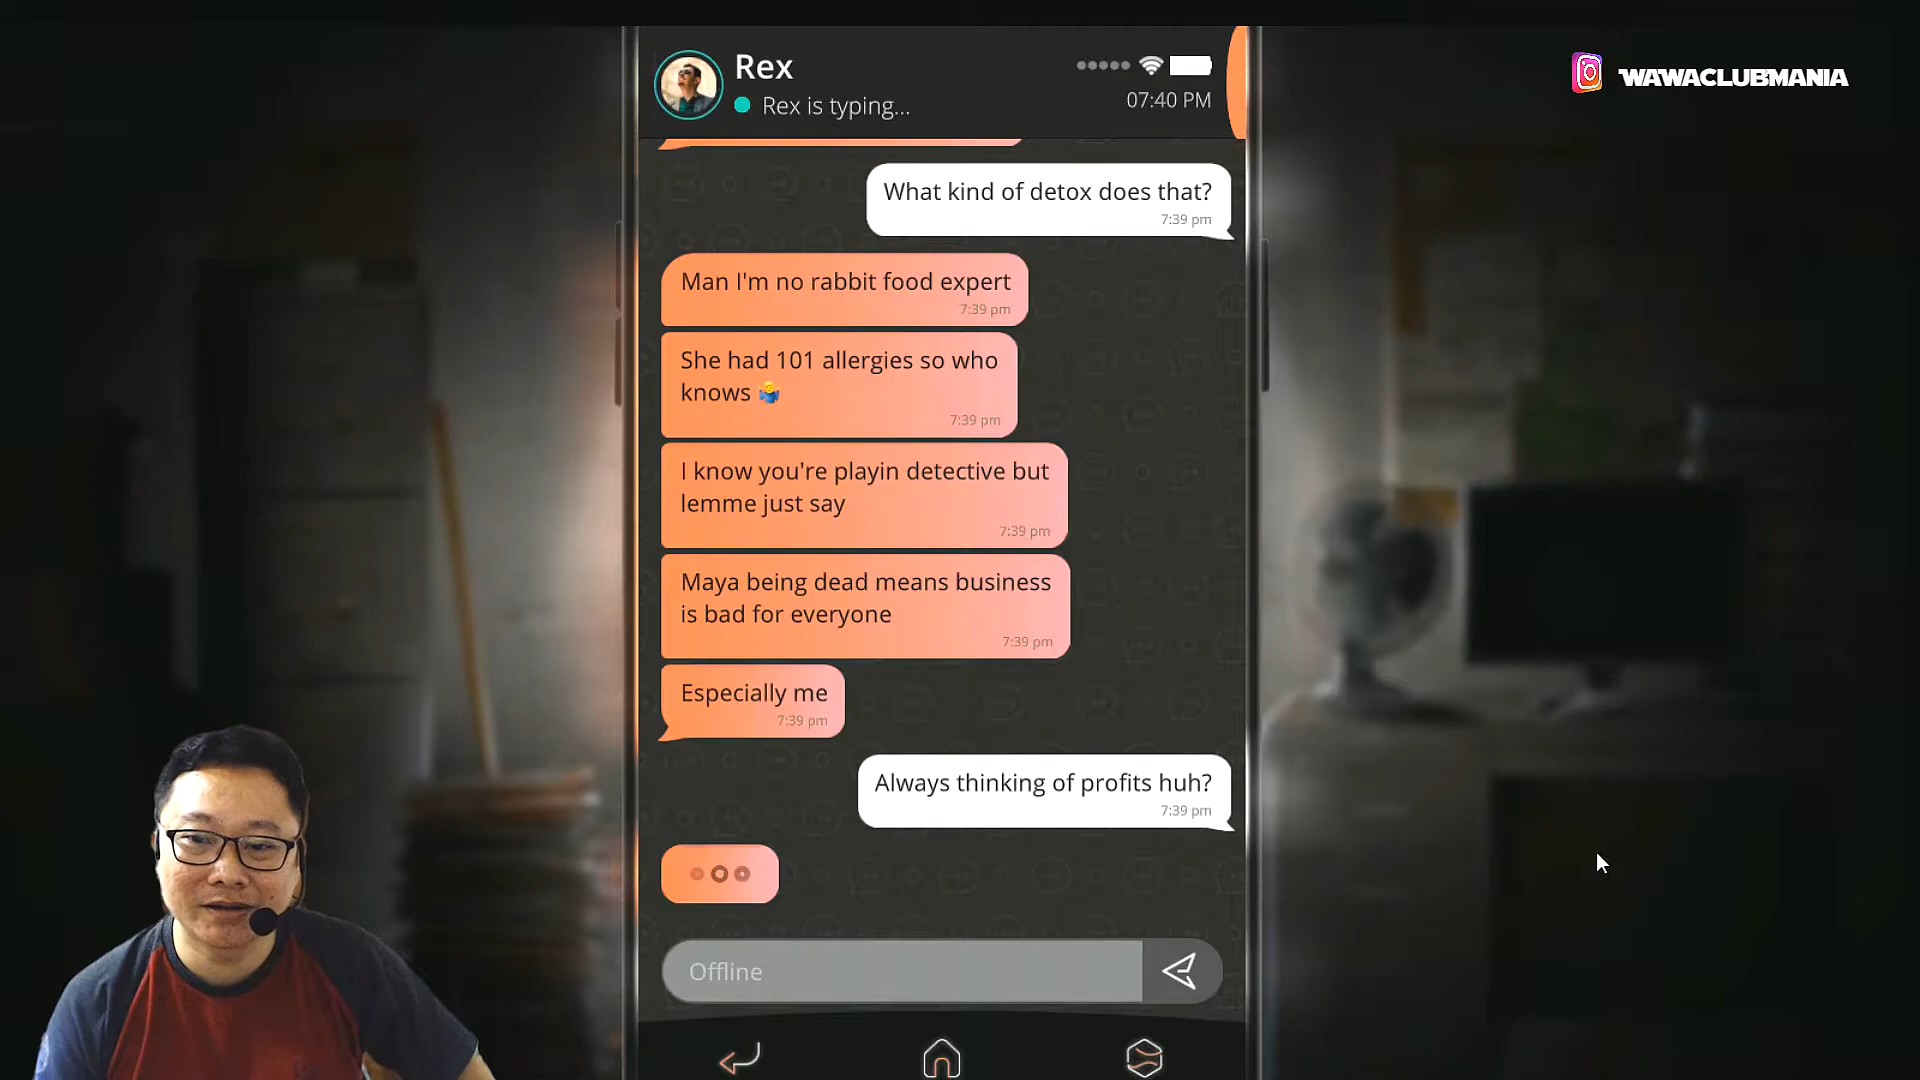 Rex
Rex is typing...
07:40 PM
WAWACLUBMANIA
What kind of detox does that?
7:39 pm
Man I'm no rabbit food expert
7:39 pm
She had 101 allergies so who
knows 🤷‍♂️
7:39 pm
I know you're playin detective but
lemme just say
7:39 pm
Maya being dead means business
is bad for everyone
7:39 pm
Especially me
7:39 pm
Always thinking of profits huh?
7:39 pm
Offline